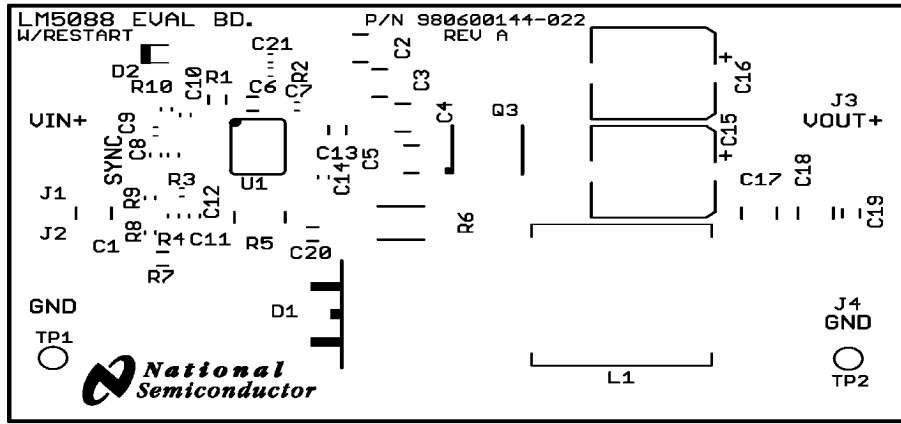 LM5088 EVAL BD.
P/N 980600144-022
W/RESTART
REV A
C21
C2
D2
R10
C10
R1
C6
R2
C7
C3
C16
+
VIN+
C9
C8
SYNC
C4
Q3
J3
VOUT+
C15
+
C13
C5
C14
U1
J1
R9
R3
C12
C17
C18
C19
J2
C1
R8
R4
C11
R5
C20
R6
R7
GND
D1
J4
GND
TP1
National
Semiconductor
L1
TP2